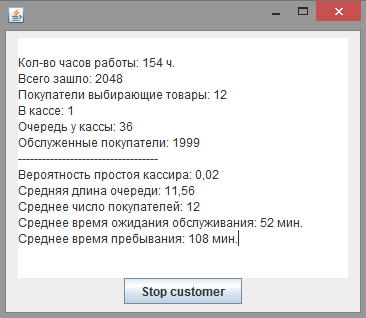 Кол-во часов работы: 154 ч.
Всего зашло: 2048
Покупатели выбирающие товары: 12
В кассе: 1
Очередь у кассы: 36
Обслуженные покупатели: 1999
-----------------------------------
Вероятность простоя кассира: 0,02
Средняя длина очереди: 11,56
Среднее число покупателей: 12
Среднее время ожидания обслуживания: 52 мин.
Среднее время пребывания: 108 мин.
Stop customer